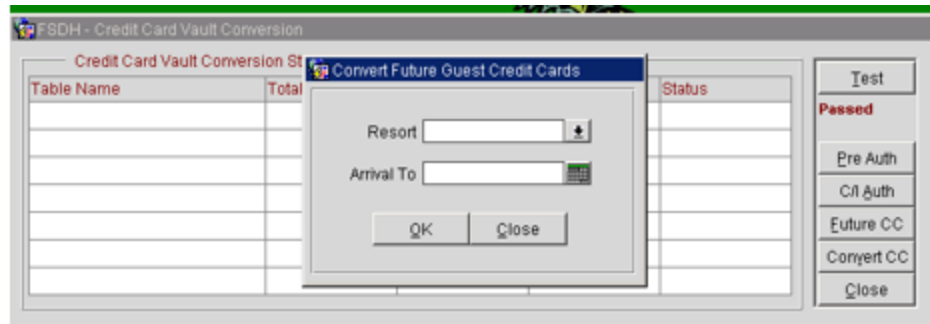 FSDH - Credit Card Vault Conversion
Credit Card Vault Conversion St
Table Name
Total
Status
Convert Future Guest Credit Cards
Resort
Arrival To
OK
Close
Test
Passed
Pre Auth
C/I Auth
Future CC
Convert CC
Close